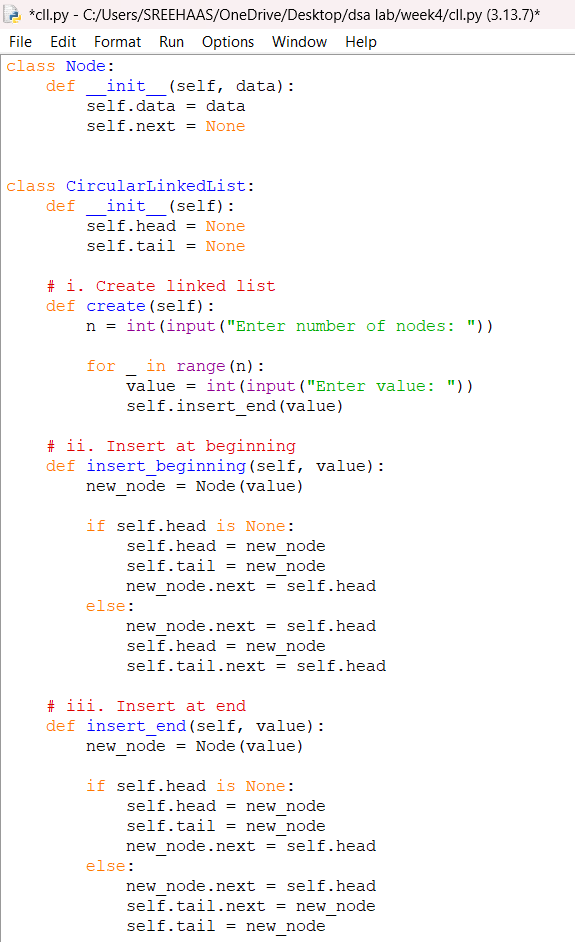 *cll.py - C:/Users/SREEHAAS/OneDrive/Desktop/dsa lab/week4/cll.py (3.13.7)*
File Edit Format Run Options Window Help
class Node:
    def __init__(self, data):
        self.data = data
        self.next = None


class CircularLinkedList:
    def __init__(self):
        self.head = None
        self.tail = None

    # i. Create linked list
    def create(self):
        n = int(input("Enter number of nodes: "))

        for _ in range(n):
            value = int(input("Enter value: "))
            self.insert_end(value)

    # ii. Insert at beginning
    def insert_beginning(self, value):
        new_node = Node(value)

        if self.head is None:
            self.head = new_node
            self.tail = new_node
            new_node.next = self.head
        else:
            new_node.next = self.head
            self.head = new_node
            self.tail.next = self.head

    # iii. Insert at end
    def insert_end(self, value):
        new_node = Node(value)

        if self.head is None:
            self.head = new_node
            self.tail = new_node
            new_node.next = self.head
        else:
            new_node.next = self.head
            self.tail.next = new_node
            self.tail = new_node